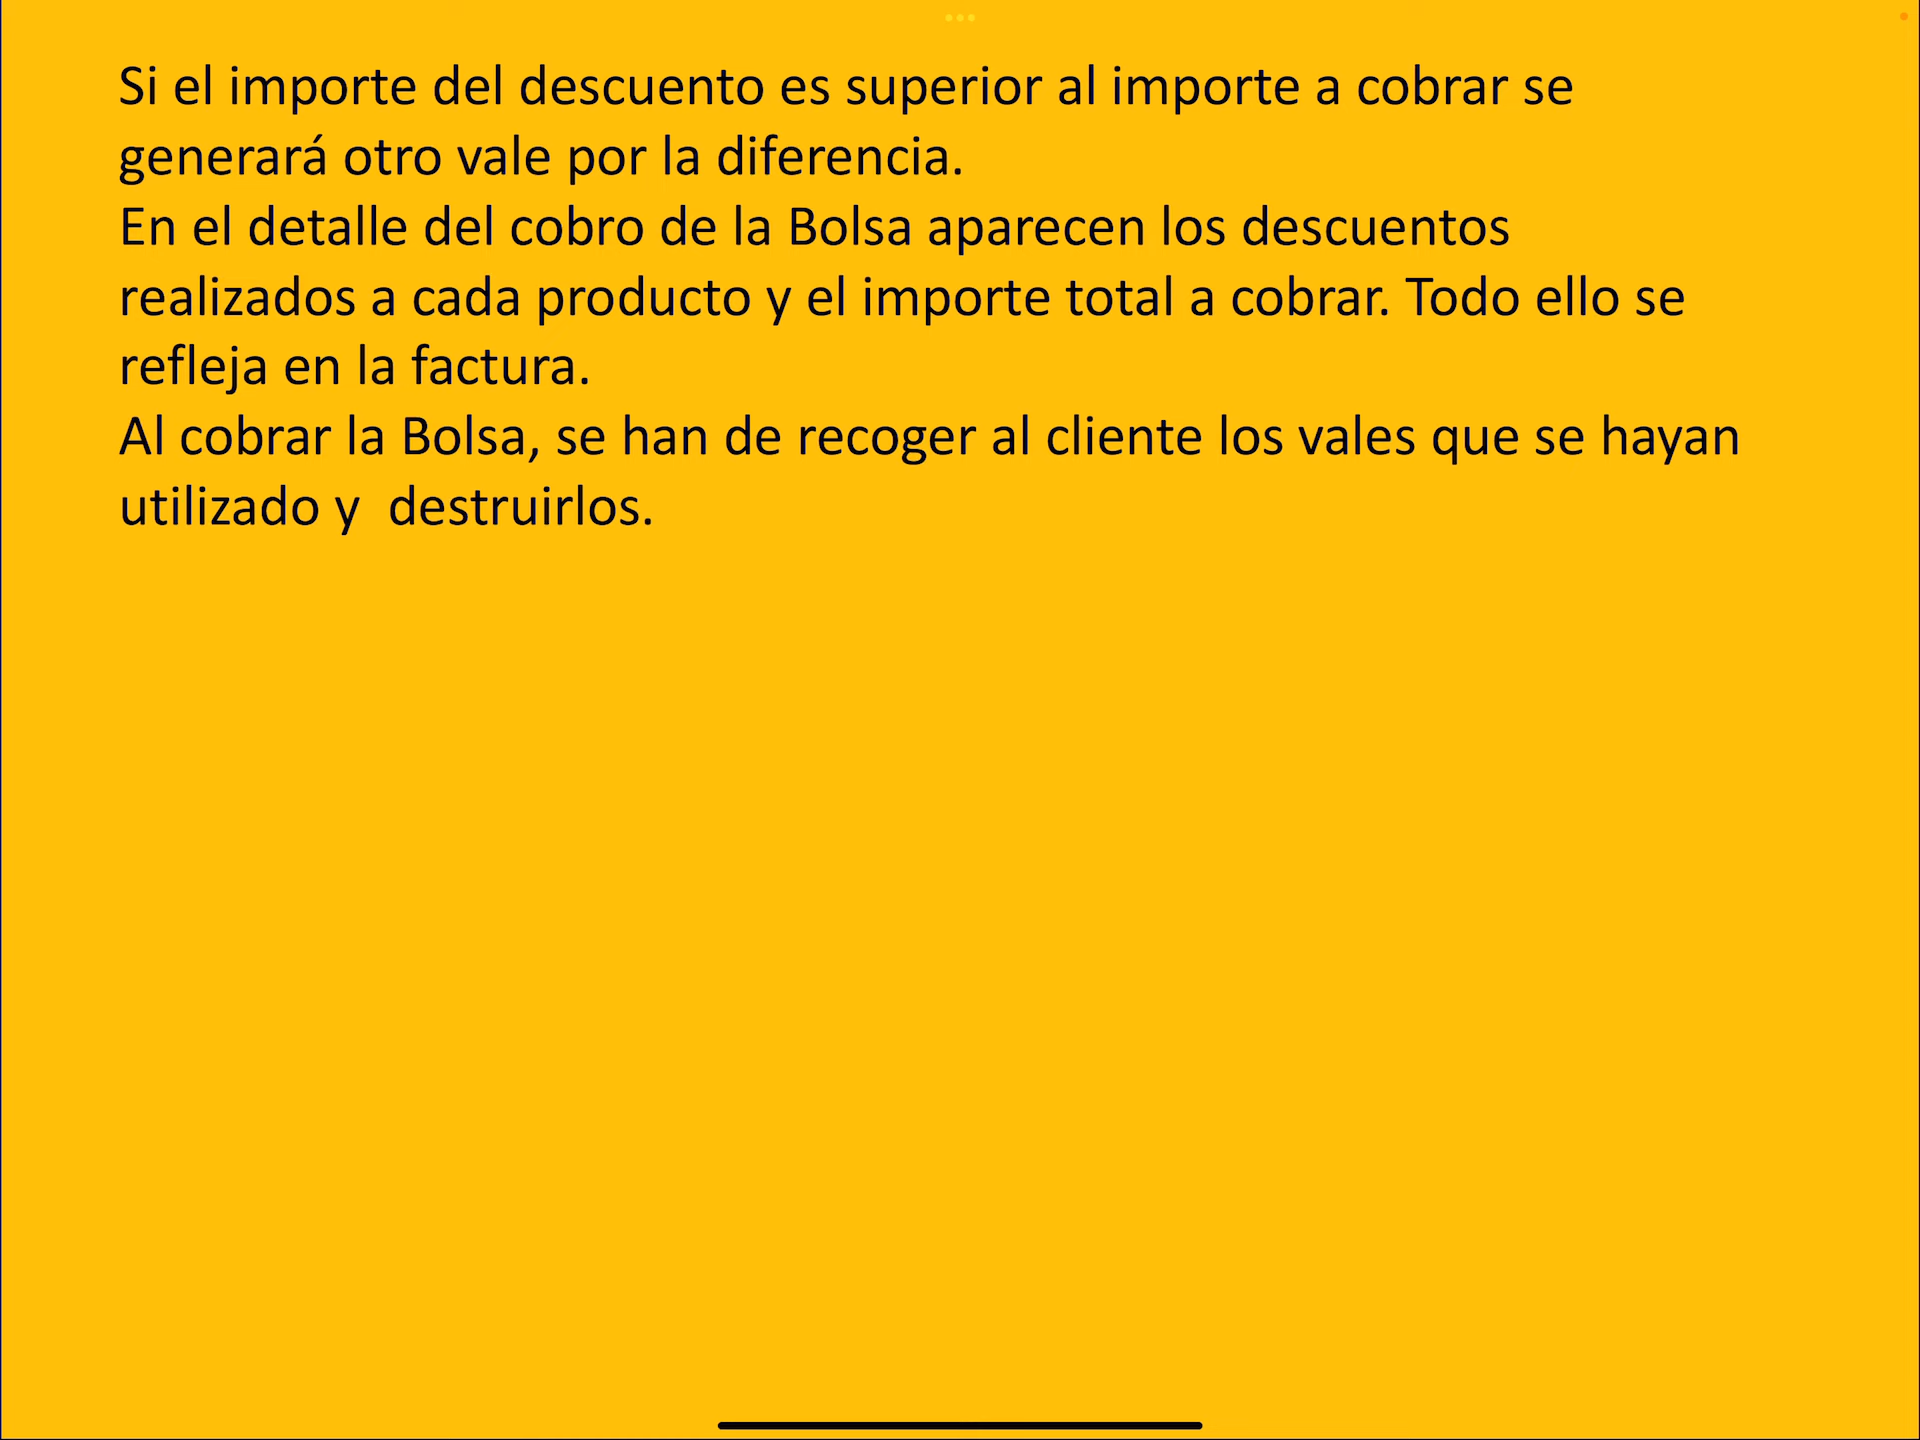 Si el importe del descuento es superior al importe a cobrar se
generará otro vale por la diferencia.
En el detalle del cobro de la Bolsa aparecen los descuentos
realizados a cada producto y el importe total a cobrar. Todo ello se
refleja en la factura.
Al cobrar la Bolsa, se han de recoger al cliente los vales que se hayan
utilizado y  destruirlos.